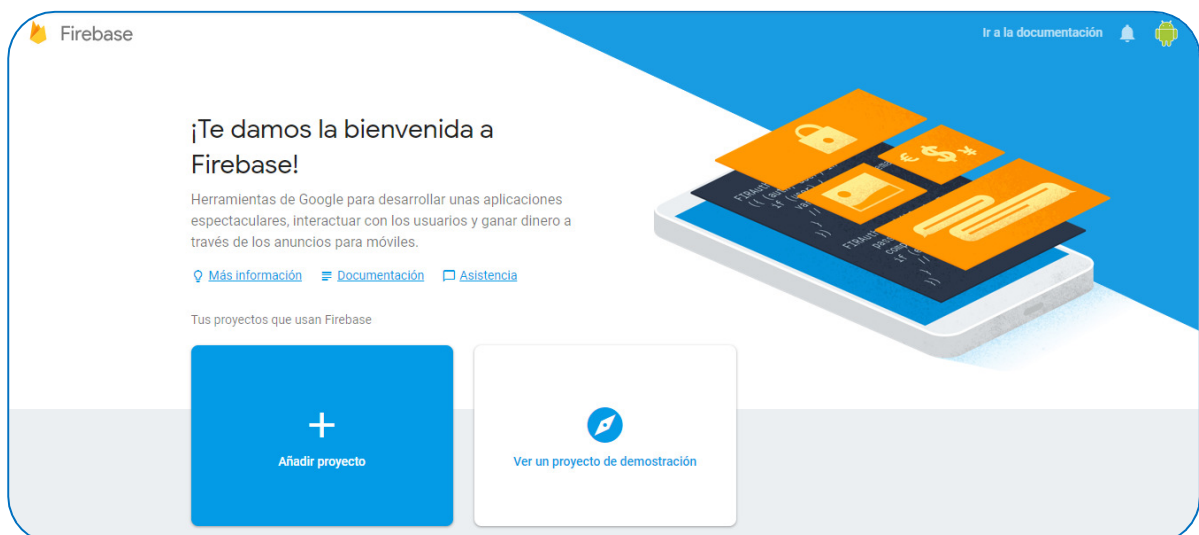 Firebase
Ir a la documentación
¡Te damos la bienvenida a
Firebase!
Herramientas de Google para desarrollar unas aplicaciones
espectaculares, interactuar con los usuarios y ganar dinero a
través de los anuncios para móviles.
Más información Documentación Asistencia
Tus proyectos que usan Firebase
Añadir proyecto
Ver un proyecto de demostración